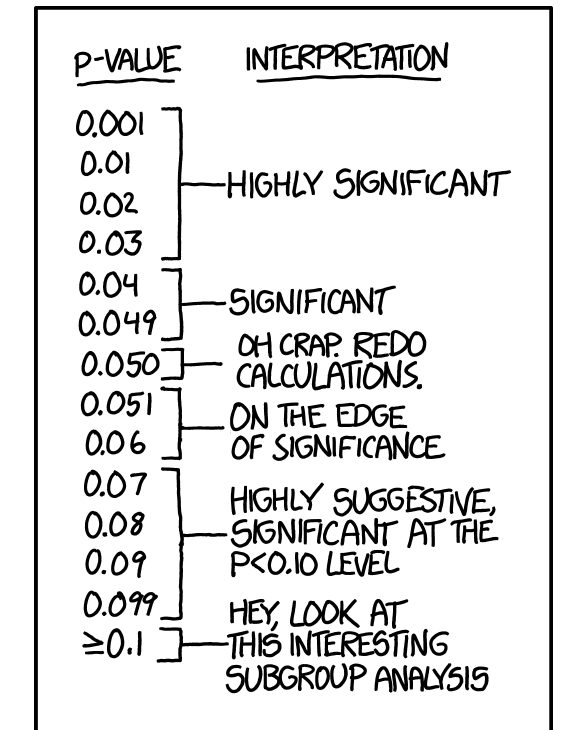 P-VALUE INTERPRETATION
0.001
0.01
HIGHLY SIGNIFICANT
0.02
0.03
0.04
SIGNIFICANT
0.049
0.050
OH CRAP. REDO
CALCULATIONS.
0.051
ON THE EDGE
OF SIGNIFICANCE
0.06
0.07
0.08
0.09
0.099
HIGHLY SUGGESTIVE,
SIGNIFICANT AT THE
P<0.10 LEVEL
≥0.1
HEY, LOOK AT
THIS INTERESTING
SUBGROUP ANALYSIS